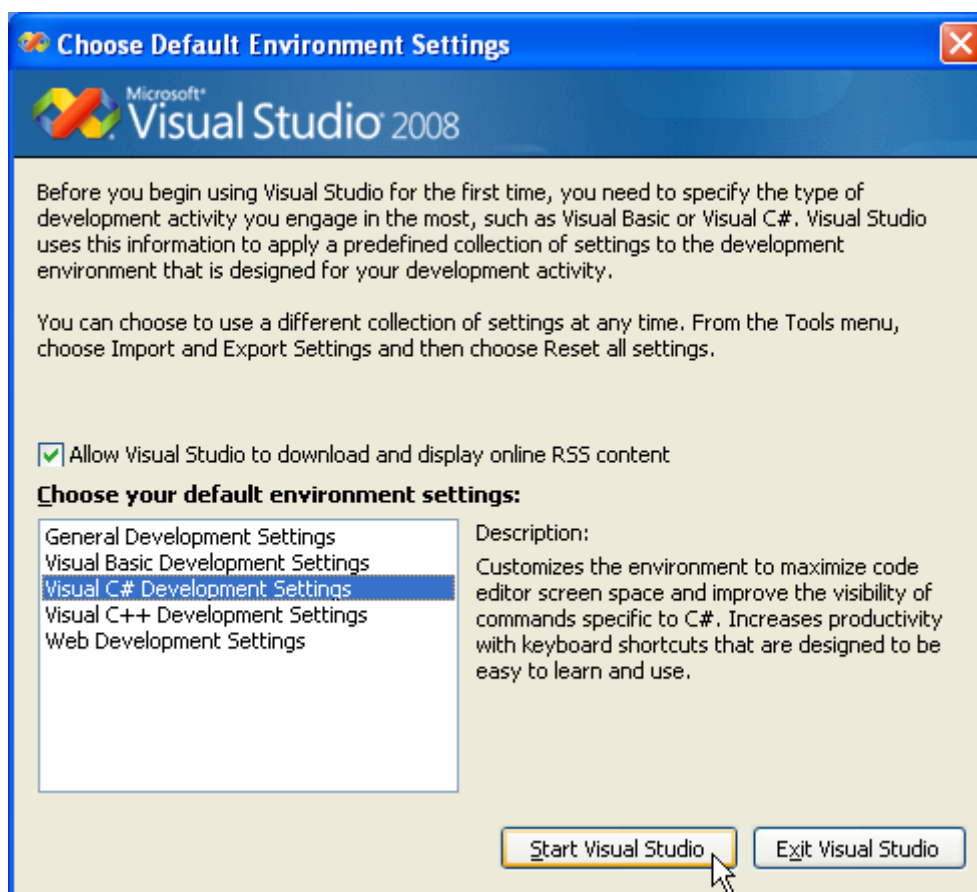 Choose Default Environment Settings
Microsoft®
Visual Studio® 2008
Before you begin using Visual Studio for the first time, you need to specify the type of
development activity you engage in the most, such as Visual Basic or Visual C#. Visual Studio
uses this information to apply a predefined collection of settings to the development
environment that is designed for your development activity.
You can choose to use a different collection of settings at any time. From the Tools menu,
choose Import and Export Settings and then choose Reset all settings.
Allow Visual Studio to download and display online RSS content
Choose your default environment settings:
General Development Settings
Visual Basic Development Settings
Visual C# Development Settings
Visual C++ Development Settings
Web Development Settings
Description:
Customizes the environment to maximize code
editor screen space and improve the visibility of
commands specific to C#. Increases productivity
with keyboard shortcuts that are designed to be
easy to learn and use.
Start Visual Studio
Exit Visual Studio